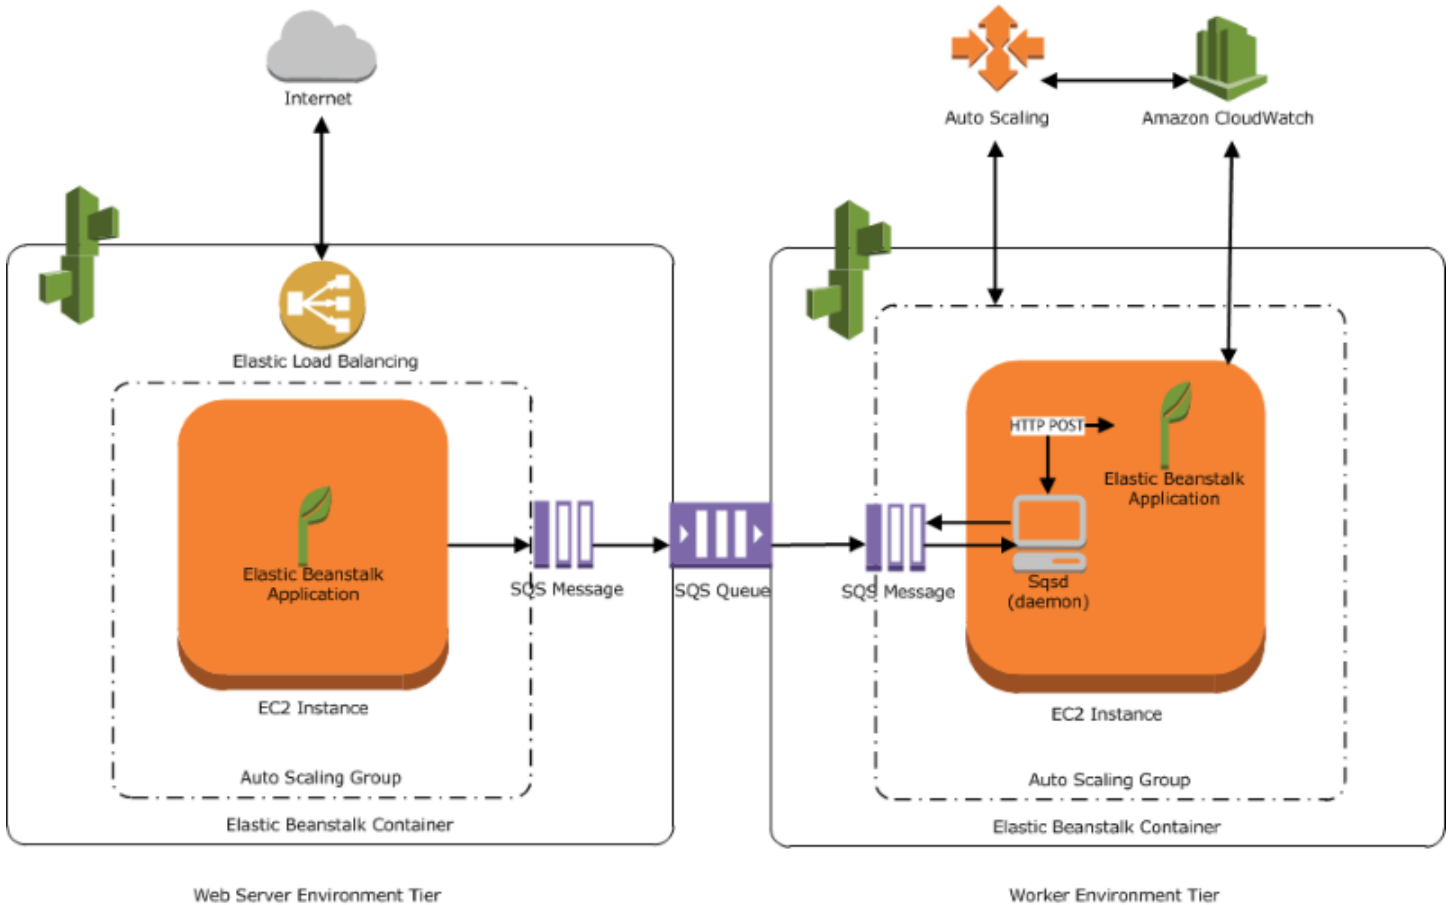 Internet
Auto Scaling
Amazon CloudWatch
Elastic Load Balancing
HTTP POST
Elastic Beanstalk
Application
Elastic Beanstalk
Application
SQS Message
SQS Queue
SQS Message
Sqsd
(daemon)
EC2 Instance
EC2 Instance
Auto Scaling Group
Auto Scaling Group
Elastic Beanstalk Container
Elastic Beanstalk Container
Web Server Environment Tier
Worker Environment Tier